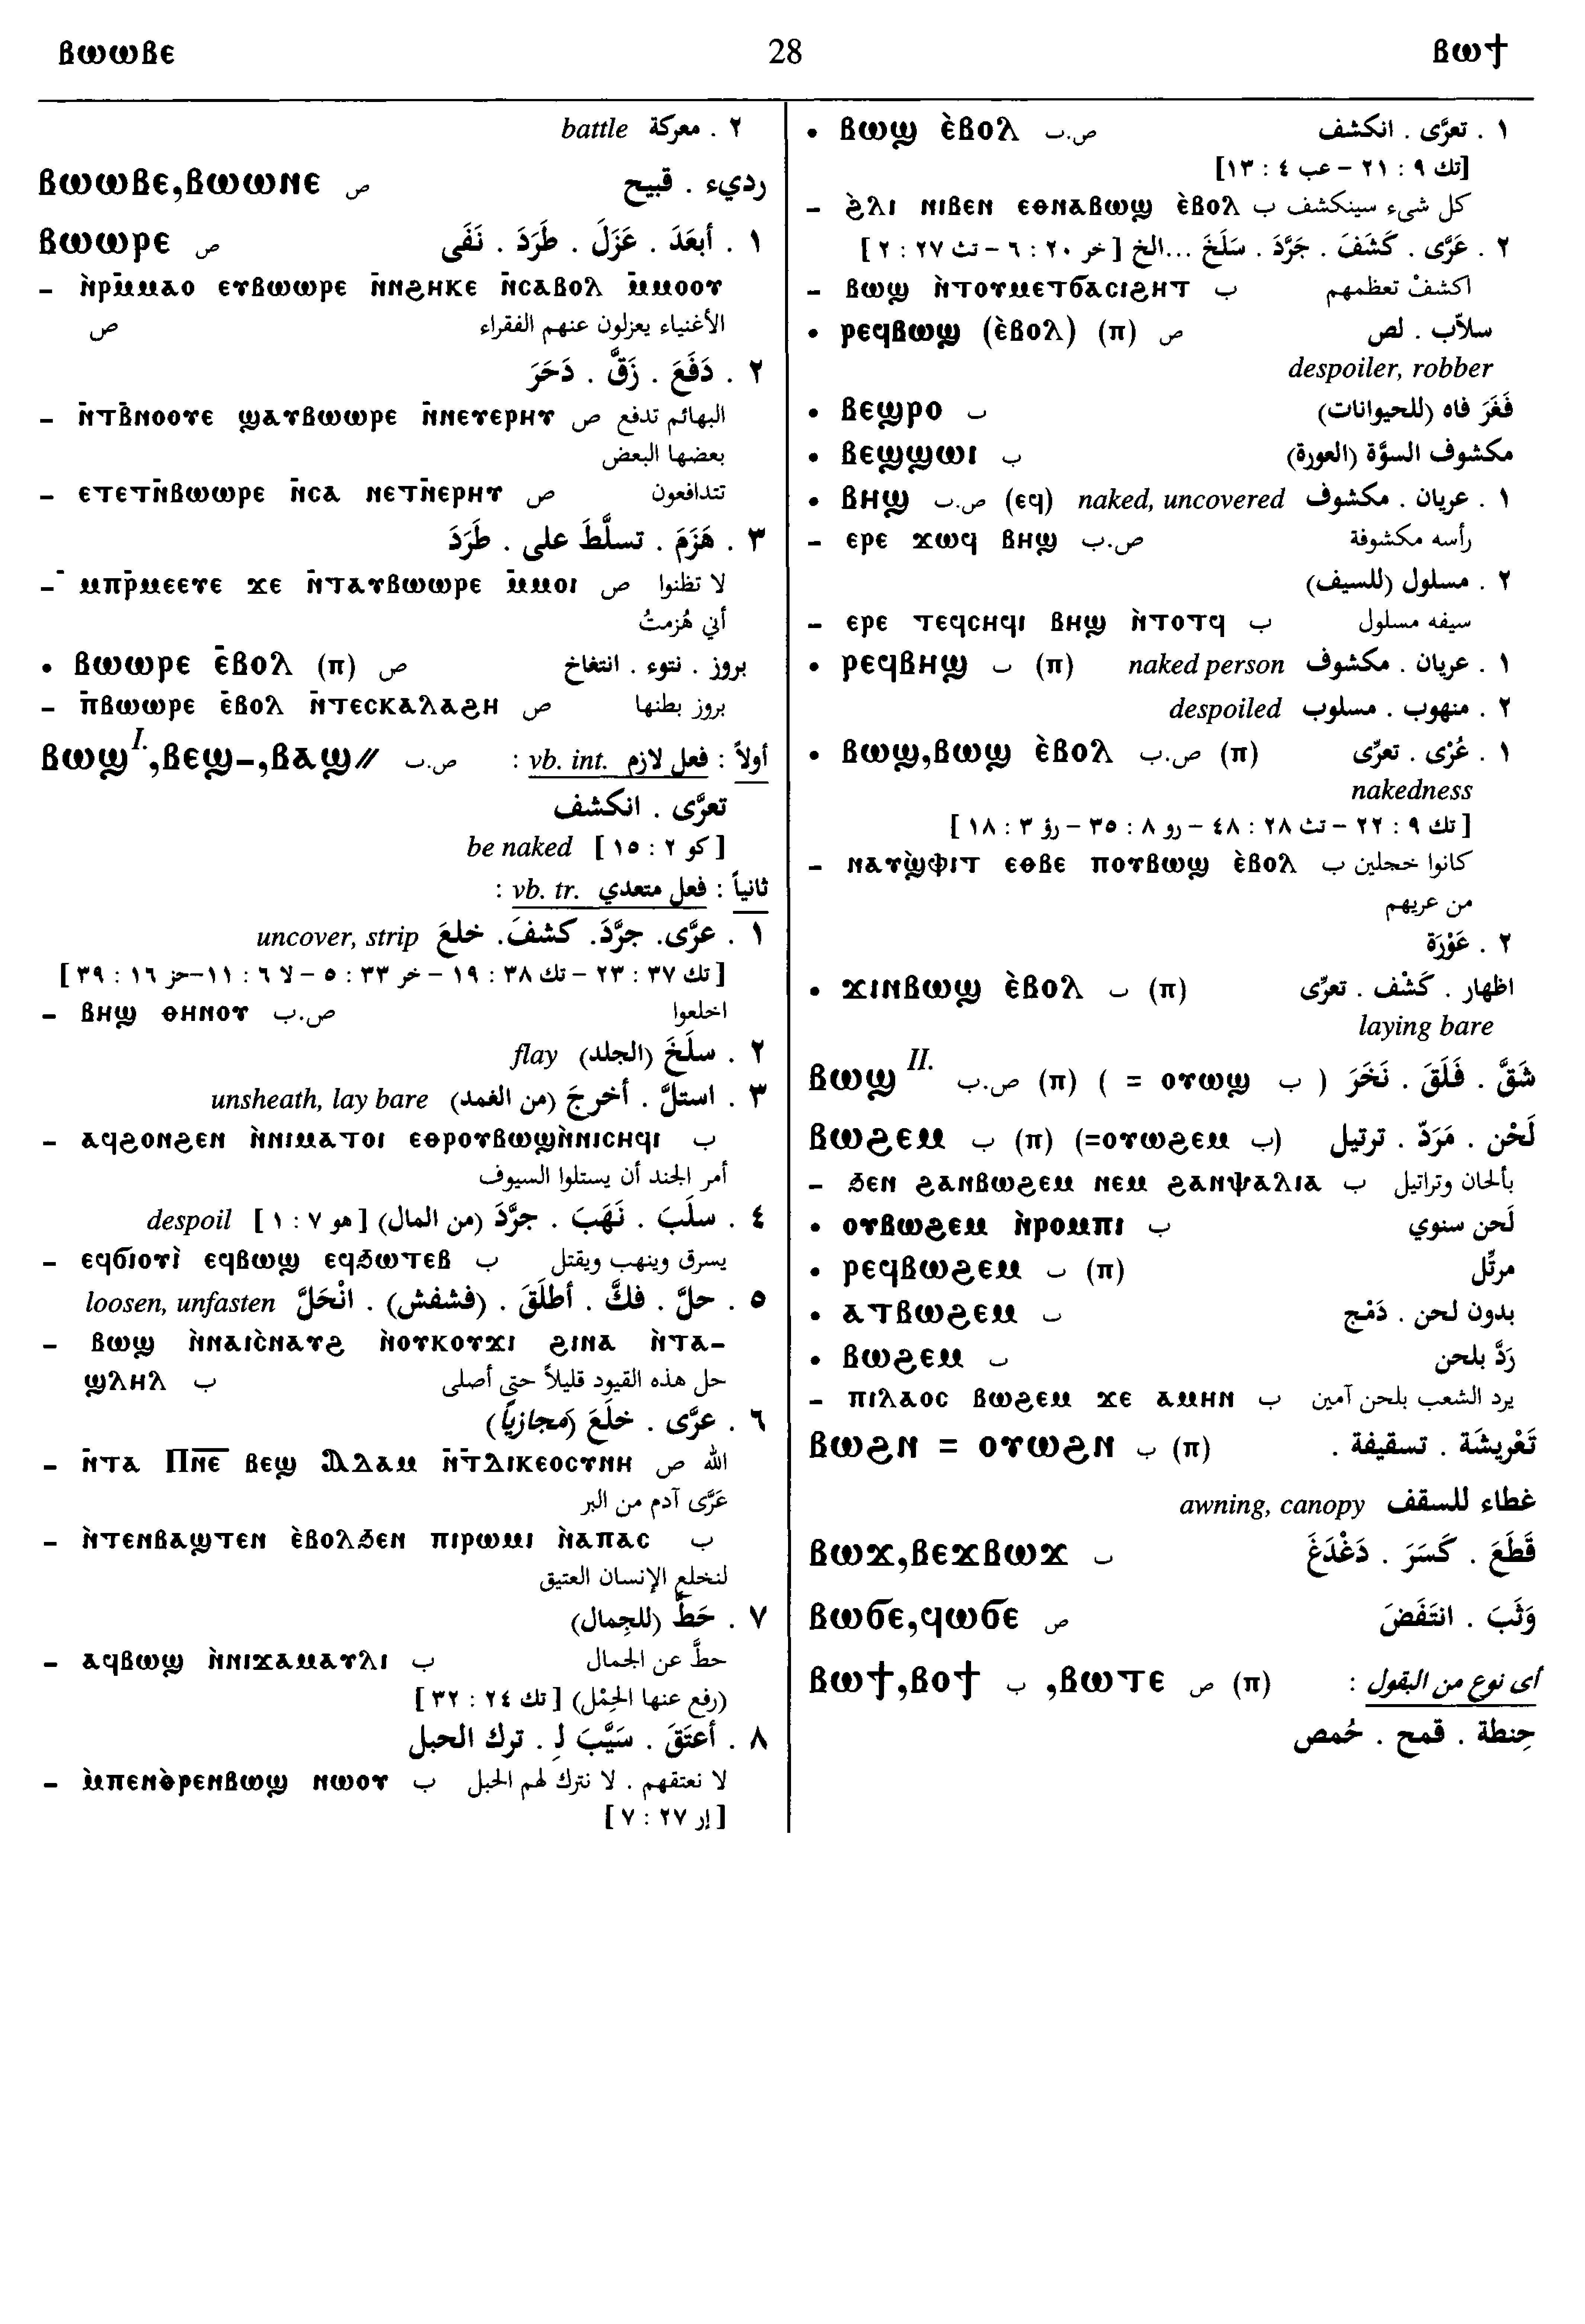 ⲃⲱⲱⲃⲉ 28 ⲃⲱϯ
٢ . معركة battle
ⲃⲱⲱⲃⲉ,ⲃⲱⲱⲛⲉ ص رديء . قبيح
ⲃⲱⲱⲣⲉ ص ١ . أبعَدَ . عَزَلَ . طَرَدَ . نَفَى
– ⲛ̀ⲣⲙ̄ⲙⲁⲟ ⲉⲩⲃⲱⲱⲣⲉ ⲛ̄ⲛϩⲏⲕⲉ ⲛ̄ⲥⲁⲃⲟⲗ ⲙ̄ⲙⲟⲟⲩ
الأغنياء يعزلون عنهم الفقراء ص
٢ . دَفَعَ . زَقَّ . دَحَرَ
– ⲛ̄ⲧⲃ̄ⲛⲟⲟⲩⲉ ϣⲁⲩⲃⲱⲱⲣⲉ ⲛ̄ⲛⲉⲩⲉⲣⲏⲩ ص البهائم تدفع
بعضها البعض
– ⲉⲧⲉⲧⲛ̄ⲃⲱⲱⲣⲉ ⲛ̄ⲥⲁ ⲛⲉⲧⲛ̄ⲉⲣⲏⲩ ص تتدافعون
٣ . هَزَمَ . تسلَّطَ على . طَرَدَ
– ⲙ̄ⲡⲣ̄ⲙⲉⲉⲩⲉ ϫⲉ ⲛ̄ⲧⲁⲩⲃⲱⲱⲣⲉ ⲙ̄ⲙⲟⲓ ص لا تظنوا
أني هُزمتُ
• ⲃⲱⲱⲣⲉ ⲉ̄ⲃⲟⲗ (ⲡ) ص بروز . نتوء . انتفاخ
– ⲡ̄ⲃⲱⲱⲣⲉ ⲉ̄ⲃⲟⲗ ⲛ̄ⲧⲉⲥⲕⲁⲗⲁϩⲏ ص بروز بطنها
ⲃⲱϣ I.,ⲃⲉϣ–,ⲃⲁϣ// ص.ب أولاً : فعل لازم vb. int. :
تعرَّى . انكشف
be naked [ كو ٢ : ١٥ ]
ثانياً : فعل متعدي vb. tr. :
١ . عرَّى. جرَّدَ. كشفَ. خلعَ uncover, strip
[ تك ٣٧ : ٢٣ – تك ٣٨ : ١٩ – خر ٣٣ : ٥ – لا ٦ : ١١–حز ١٦ : ٣٩ ]
– ⲃⲏϣ ⲑⲏⲛⲟⲩ ص.ب اخلعوا
٢ . سلَخَ (الجلد) flay
٣ . استلَّ . أخرجَ (من الغمد) unsheath, lay bare
– ⲁϥϩⲟⲛϩⲉⲛ ⲛ̀ⲛⲓⲙⲁⲧⲟⲓ ⲉⲑⲣⲟⲩⲃⲱϣⲛ̀ⲛⲓⲥⲏϥⲓ ب
أمر الجند أن يستلوا السيوف
٤ . سلَبَ . نَهَبَ . جرَّدَ (من المال) [ هو ٧ : ١ ] despoil
– ⲉϥϭⲓⲟⲩⲓ̀ ⲉϥⲃⲱϣ ⲉϥϧⲱⲧⲉⲃ ب يسرق وينهب ويقتل
٥ . حلَّ . فكَّ . أطلَقَ . (فشفش) . انْحَلَّ loosen, unfasten
– ⲃⲱϣ ⲛ̀ⲛⲁⲓⲥ̀ⲛⲁⲩϩ ⲛ̀ⲟⲩⲕⲟⲩϫⲓ ϩⲓⲛⲁ ⲛ̀ⲧⲁ–
ϣⲗⲏⲗ ب حل هذه القيود قليلاً حتى أصلى
٦ . عرَّى . خلَعَ (مجازياً)
– ⲛ̄ⲧⲁ Ⲡⲛⲉ̄ ⲃⲉϣ Ⲁⲇⲁⲙ ⲛ̄ⲧⲇⲓⲕⲉⲟⲥⲩⲛⲏ ص الله
عَرَّى آدم من البر
– ⲛ̀ⲧⲉⲛⲃⲁϣⲧⲉⲛ ⲉ̀ⲃⲟⲗϧⲉⲛ ⲡⲓⲣⲱⲙⲓ ⲛ̀ⲁⲡⲁⲥ ب
لنخلع الإنسان العتيق
٧ . حَطَّ (للجِمال)
– ⲁϥⲃⲱϣ ⲛ̀ⲛⲓϫⲁⲙⲁⲩⲗⲓ ب حطَّ عن الجمال
(رفع عنها الحِمْل) [ تك ٢٤ : ٣٢ ]
٨ . أعتَقَ . سَيَّبَ لِـ . ترك الحبل
– ⲙ̀ⲡⲉⲛⲑ̀ⲣⲉⲛⲃⲱϣ ⲛⲱⲟⲩ ب لا نعتقهم . لا نترك لهم الحبل
[ إر ٢٧ : ٧ ]
• ⲃⲱϣ ⲉ̀ⲃⲟⲗ ص.ب ١ . تعرَّى . انكشف
[تك ٩ : ٢١ – عب ٤ : ١٣]
– ϩ̀ⲗⲓ ⲛⲓⲃⲉⲛ ⲉⲑⲛⲁⲃⲱϣ ⲉ̀ⲃⲟⲗ ب كل شيء سينكشف
٢ . عَرَّى . كَشَفَ . جَرَّدَ . سَلَخَ ...الخ [ خر ٢٠ : ٦ – تث ٢٧ : ٢ ]
– ⲃⲱϣ ⲛ̀ⲧⲟⲩⲙⲉⲧϭⲁⲥⲓϩⲏⲧ ب اكشفْ تعظمهم
• ⲣⲉϥⲃⲱϣ (ⲉ̀ⲃⲟⲗ) (ⲡ) ص سلاّب . لص
despoiler, robber
• ⲃⲉϣⲣⲟ ب فَغَرَ فاه (للحيوانات)
• ⲃⲉϣϣⲱⲓ ب مكشوف السوَّة (العورة)
• ⲃⲏϣ ص.ب (ⲉϥ) naked, uncovered ١ . عريان . مكشوف
– ⲉⲣⲉ ϫⲱϥ ⲃⲏϣ ص.ب رأسه مكشوفة
٢ . مسلول (للسيف)
– ⲉⲣⲉ ⲧⲉϥⲥⲏϥⲓ ⲃⲏϣ ⲛ̀ⲧⲟⲧϥ ب سيفه مسلول
• ⲣⲉϥⲃⲏϣ ب (ⲡ) naked person ١ . عريان . مكشوف
٢ . منهوب . مسلوب despoiled
• ⲃⲱϣ,ⲃⲱϣ ⲉ̀ⲃⲟⲗ ص.ب (ⲡ) ١ . عُرْى . تعرِّى
nakedness
[ تك ٩ : ٢٢ – تث ٢٨ : ٤٨ – رو ٨ : ٣٥ – رؤ ٣ : ١٨ ]
– ⲛⲁⲩϣ̀ⲫⲓⲧ ⲉⲑⲃⲉ ⲡⲟⲩⲃⲱϣ ⲉ̀ⲃⲟⲗ ب كانوا خجلين
من عريهم
٢ . عَوْرَة
• ϫⲓⲛⲃⲱϣ ⲉ̀ⲃⲟⲗ ب (ⲡ) اظهار . كَشْف . تعرِّى
laying bare
ⲃⲱϣ II. ص.ب (ⲡ) ( = ⲟⲩⲱϣ ب ) شَقَّ . فَلَقَ . نَخَرَ
ⲃⲱϩⲉⲙ ب (ⲡ) (=ⲟⲩⲱϩⲉⲙ ب) لَحْن . مَرَدّ . ترتيل
– ϧⲉⲛ ϩⲁⲛⲃⲱϩⲉⲙ ⲛⲉⲙ ϩⲁⲛⲯⲁⲗⲓⲁ ب بألحان وتراتيل
• ⲟⲩⲃⲱϩⲉⲙ ⲛ̀ⲣⲟⲙⲡⲓ ب لَحن سنوي
• ⲣⲉϥⲃⲱϩⲉⲙ ب (ⲡ) مرتِّل
• ⲁⲧⲃⲱϩⲉⲙ ب بدون لحن . دَمْج
• ⲃⲱϩⲉⲙ ب رَدَّ بلحن
– ⲡⲓⲗⲁⲟⲥ ⲃⲱϩⲉⲙ ϫⲉ ⲁⲙⲏⲛ ب يرد الشعب بلحن آمين
ⲃⲱϩⲛ = ⲟⲩⲱϩⲛ ب (ⲡ) تَعْرِيشَة . تسقيفة .
غطاء للسقف awning, canopy
ⲃⲱϫ,ⲃⲉϫⲃⲱϫ ب قَطَعَ . كَسَرَ . دَغْدَغَ
ⲃⲱϭⲉ,ϥⲱϭⲉ ص وَثَبَ . انتَفَضَ
ⲃⲱϯ,ⲃⲟϯ ب ,ⲃⲱⲧⲉ ص (ⲡ) أى نوع من البقول :
حِنطة . قمح . حُمص